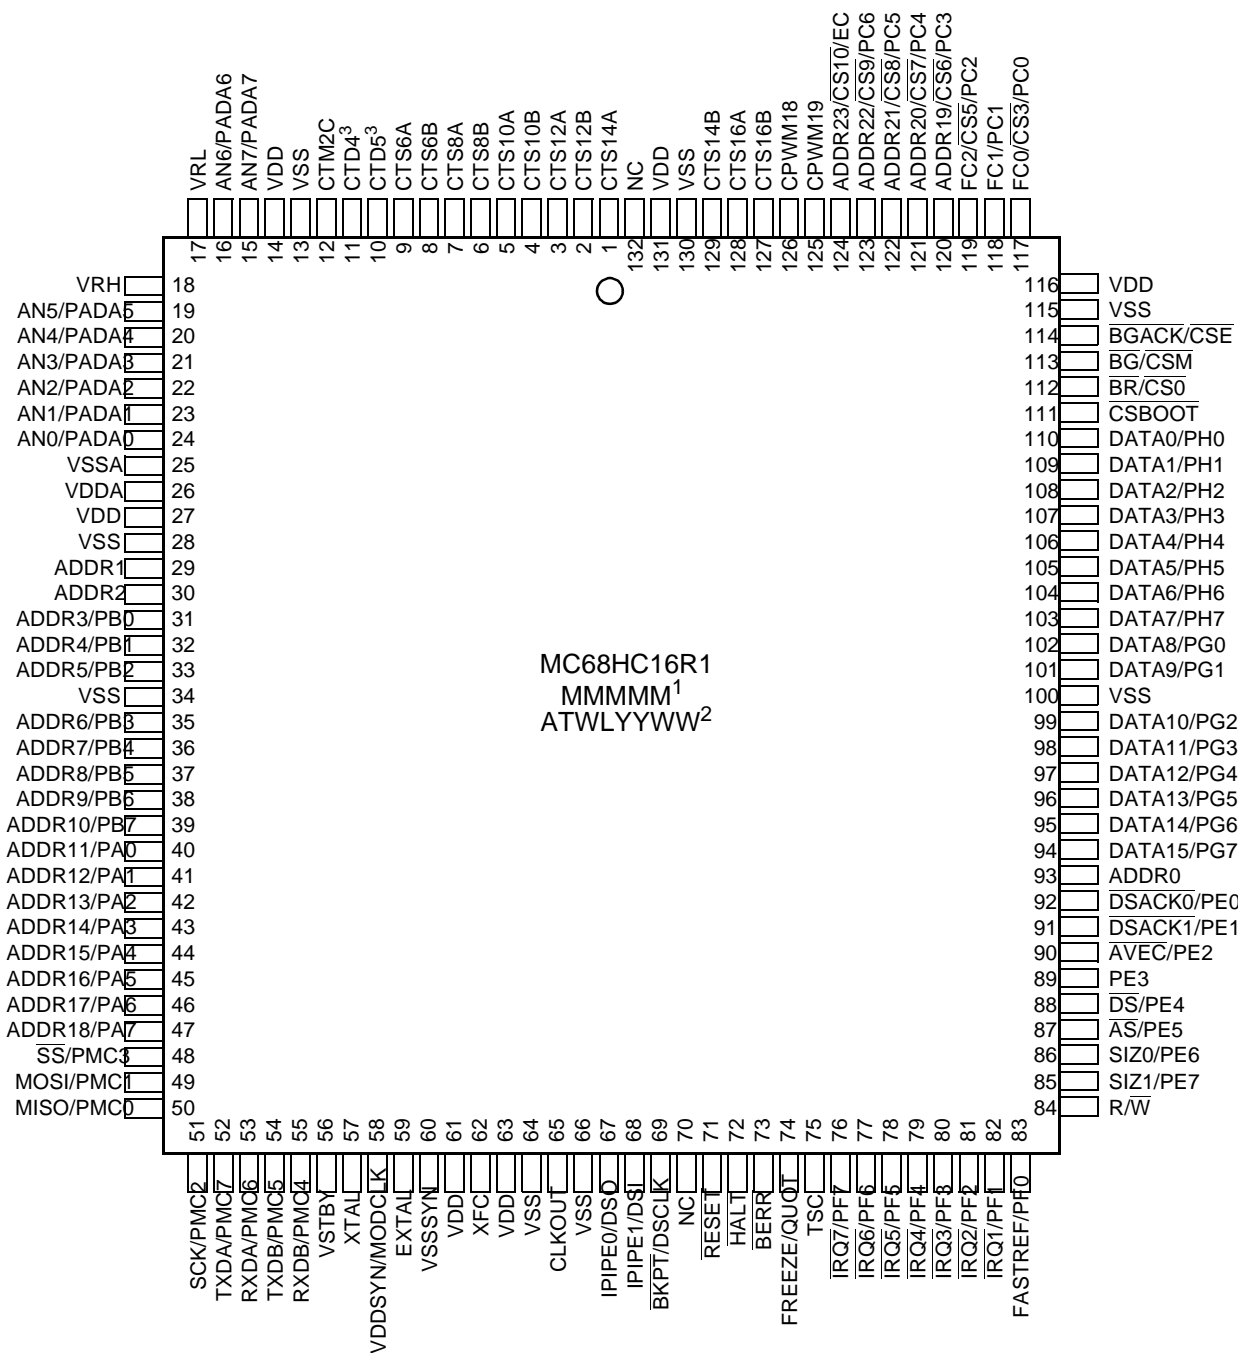 VRL
AN6/PADA6
AN7/PADA7
VDD
VSS
CTM2C
CTD4³
CTD5³
CTS6A
CTS6B
CTS8A
CTS8B
CTS10A
CTS10B
CTS12A
CTS12B
CTS14A
NC
VDD
VSS
CTS14B
CTS16A
CTS16B
CPWM18
CPWM19
ADDR23/CS10/EC
ADDR22/CS9/PC6
ADDR21/CS8/PC5
ADDR20/CS7/PC4
ADDR19/CS6/PC3
FC2/CS5/PC2
FC1/PC1
FC0/CS3/PC0
17 16 15 14 13 12 11 10 9 8 7 6 5 4 3 2 1 132 131 130 129 128 127 126 125 124 123 122 121 120 119 118 117
VRH 18
AN5/PADA5 19
AN4/PADA4 20
AN3/PADA3 21
AN2/PADA2 22
AN1/PADA1 23
AN0/PADA0 24
VSSA 25
VDDA 26
VDD 27
VSS 28
ADDR1 29
ADDR2 30
ADDR3/PB0 31
ADDR4/PB1 32
ADDR5/PB2 33
VSS 34
ADDR6/PB3 35
ADDR7/PB4 36
ADDR8/PB5 37
ADDR9/PB6 38
ADDR10/PB7 39
ADDR11/PA0 40
ADDR12/PA1 41
ADDR13/PA2 42
ADDR14/PA3 43
ADDR15/PA4 44
ADDR16/PA5 45
ADDR17/PA6 46
ADDR18/PA7 47
SS/PMC3 48
MOSI/PMC1 49
MISO/PMC0 50
MC68HC16R1
MMMMM¹
ATWLYYWW²
116 VDD
115 VSS
114 BGACK/CSE
113 BG/CSM
112 BR/CS0
111 CSBOOT
110 DATA0/PH0
109 DATA1/PH1
108 DATA2/PH2
107 DATA3/PH3
106 DATA4/PH4
105 DATA5/PH5
104 DATA6/PH6
103 DATA7/PH7
102 DATA8/PG0
101 DATA9/PG1
100 VSS
99 DATA10/PG2
98 DATA11/PG3
97 DATA12/PG4
96 DATA13/PG5
95 DATA14/PG6
94 DATA15/PG7
93 ADDR0
92 DSACK0/PE0
91 DSACK1/PE1
90 AVEC/PE2
89 PE3
88 DS/PE4
87 AS/PE5
86 SIZ0/PE6
85 SIZ1/PE7
84 R/W
51 52 53 54 55 56 57 58 59 60 61 62 63 64 65 66 67 68 69 70 71 72 73 74 75 76 77 78 79 80 81 82 83
SCK/PMC2
TXDA/PMC7
RXDA/PMC6
TXDB/PMC5
RXDB/PMC4
VSTBY
XTAL
VDDSYN/MODCLK
EXTAL
VSSSYN
VDD
XFC
VDD
VSS
CLKOUT
VSS
IPIPE0/DSO
IPIPE1/DSI
BKPT/DSCLK
NC
RESET
HALT
BERR
FREEZE/QUOT
TSC
IRQ7/PF7
IRQ6/PF6
IRQ5/PF5
IRQ4/PF4
IRQ3/PF3
IRQ2/PF2
IRQ1/PF1
FASTREF/PF0